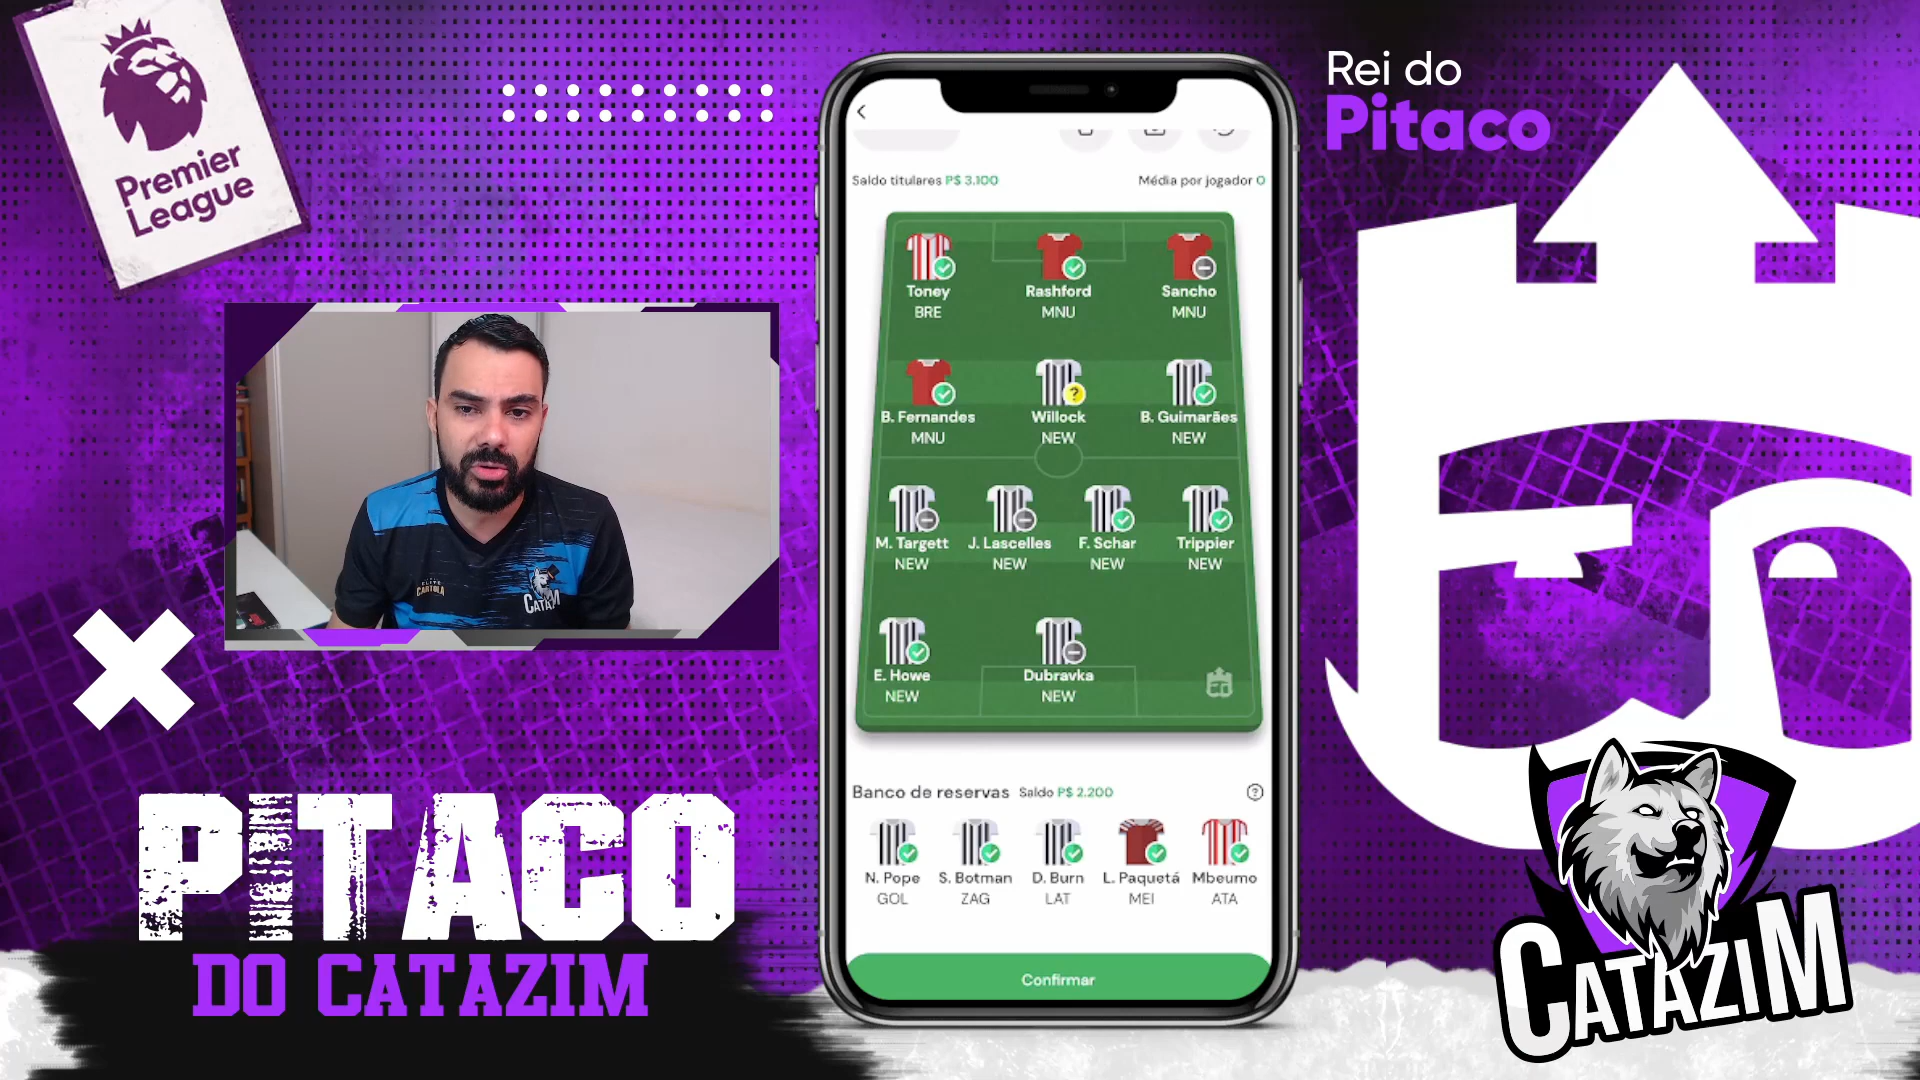 Premier
League
Rei do
Pitaco
Saldo titulares P$ 3.100
Média por jogador 0
Toney
BRE
Rashford
MNU
Sancho
MNU
B. Fernandes
MNU
?
Willock
NEW
B. Guimarães
NEW
M. Targett
NEW
J. Lascelles
NEW
F. Schar
NEW
Trippier
NEW
E. Howe
NEW
Dubravka
NEW
Banco de reservas Saldo P$ 2.200 ?
N. Pope
GOL
S. Botman
ZAG
D. Burn
LAT
L. Paquetá
MEI
Mbeumo
ATA
Confirmar
ELITE
CARTOLA
CATAZIM
PITACO
DO CATAZIM
CATAZIM